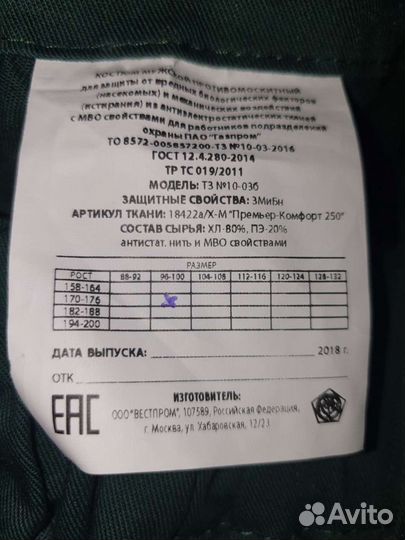 КОСТЮМ МУЖСКОЙ ПРОТИВОМОСКИТНЫЙ
для защиты от вредных биологических факторов
(насекомых) и механических воздействий
(истирания) из антиэлектростатических тканей
с МВО свойствами для работников подразделений
охраны ПАО "Газпром"
ТО 8572-005857200-ТЗ №10-03-2016
ГОСТ 12.4.280-2014
ТР ТС 019/2011
МОДЕЛЬ: ТЗ №10-03б
ЗАЩИТНЫЕ СВОЙСТВА: ЗМиБн
АРТИКУЛ ТКАНИ: 18422а/Х-М "Премьер-Комфорт 250"
СОСТАВ СЫРЬЯ: ХЛ-80%, ПЭ-20%
антистат. нить и МВО свойствами
РАЗМЕР
РОСТ 88-92 96-100 104-108 112-116 120-124 128-132
158-164
170-176
182-188
194-200
ДАТА ВЫПУСКА: 2018 г.
ОТК
ИЗГОТОВИТЕЛЬ:
ЕАС ООО"ВЕСТПРОМ", 107589, Российская Федерация,
г. Москва, ул. Хабаровская, 12/23
Avito